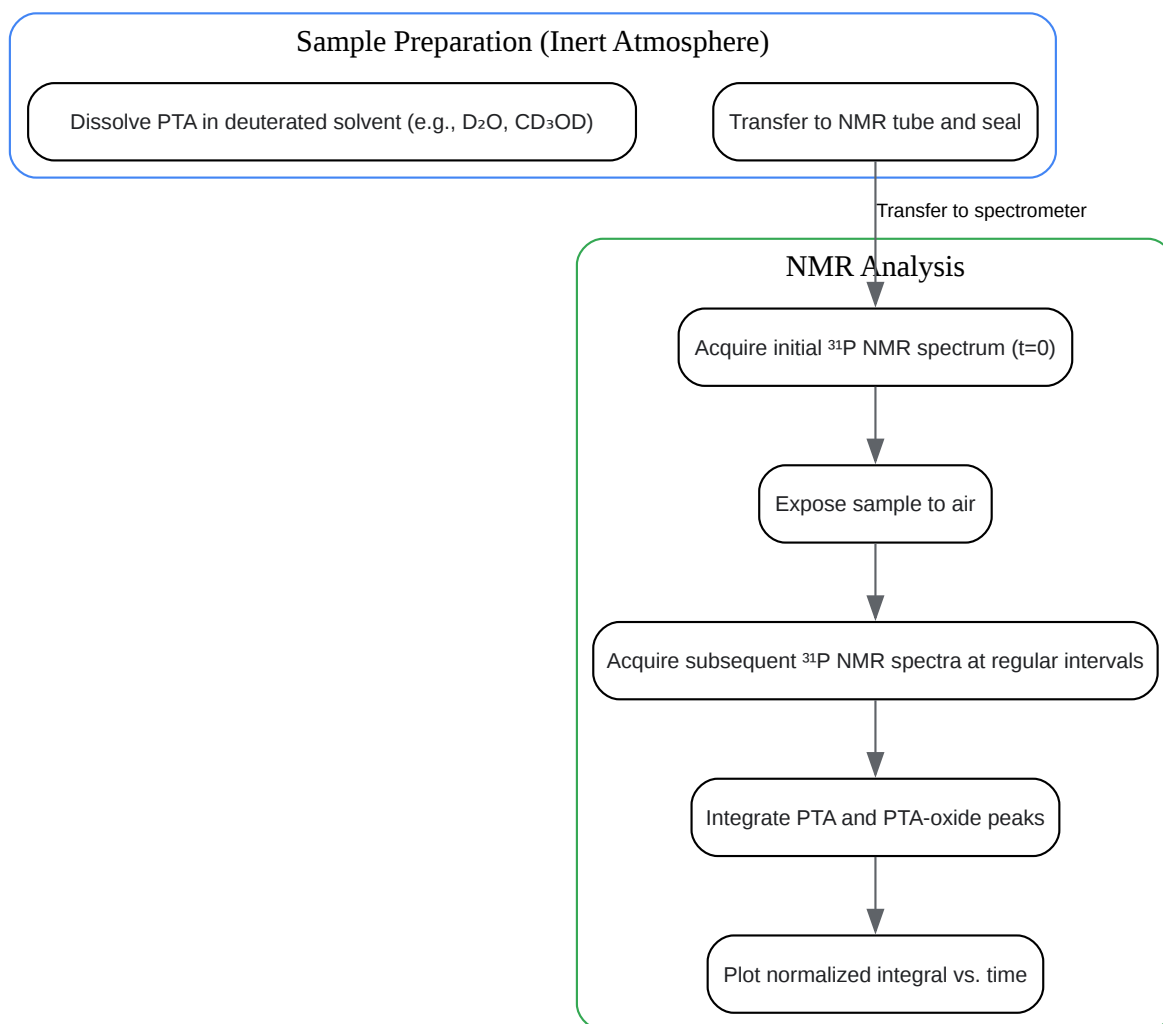 Sample Preparation (Inert Atmosphere)
Dissolve PTA in deuterated solvent (e.g., D₂O, CD₃OD)
Transfer to NMR tube and seal
Transfer to spectrometer
NMR Analysis
Acquire initial ³¹P NMR spectrum (t=0)
Expose sample to air
Acquire subsequent ³¹P NMR spectra at regular intervals
Integrate PTA and PTA-oxide peaks
Plot normalized integral vs. time